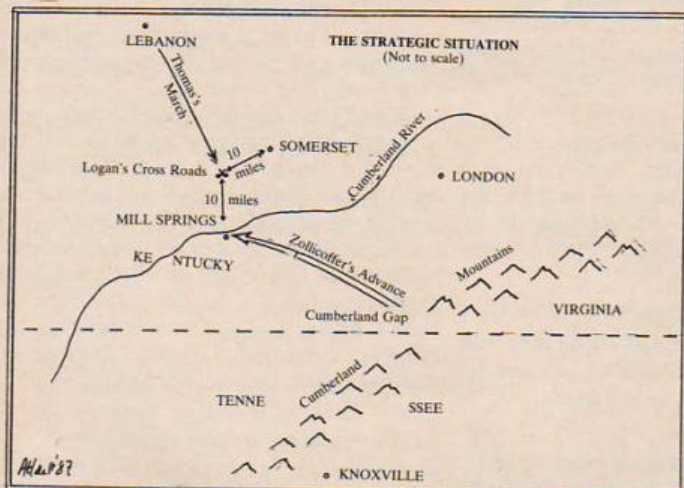 LEBANON
THE STRATEGIC SITUATION
(Not to scale)
Thomas's
March
10
miles
SOMERSET
Logan's Cross Roads
Cumberland River
LONDON
10 miles
MILL SPRINGS
KE NTUCKY
Zollicoffer's Advance
Mountains
Cumberland Gap
VIRGINIA
Cumberland
TENNE SSEE
'87
KNOXVILLE